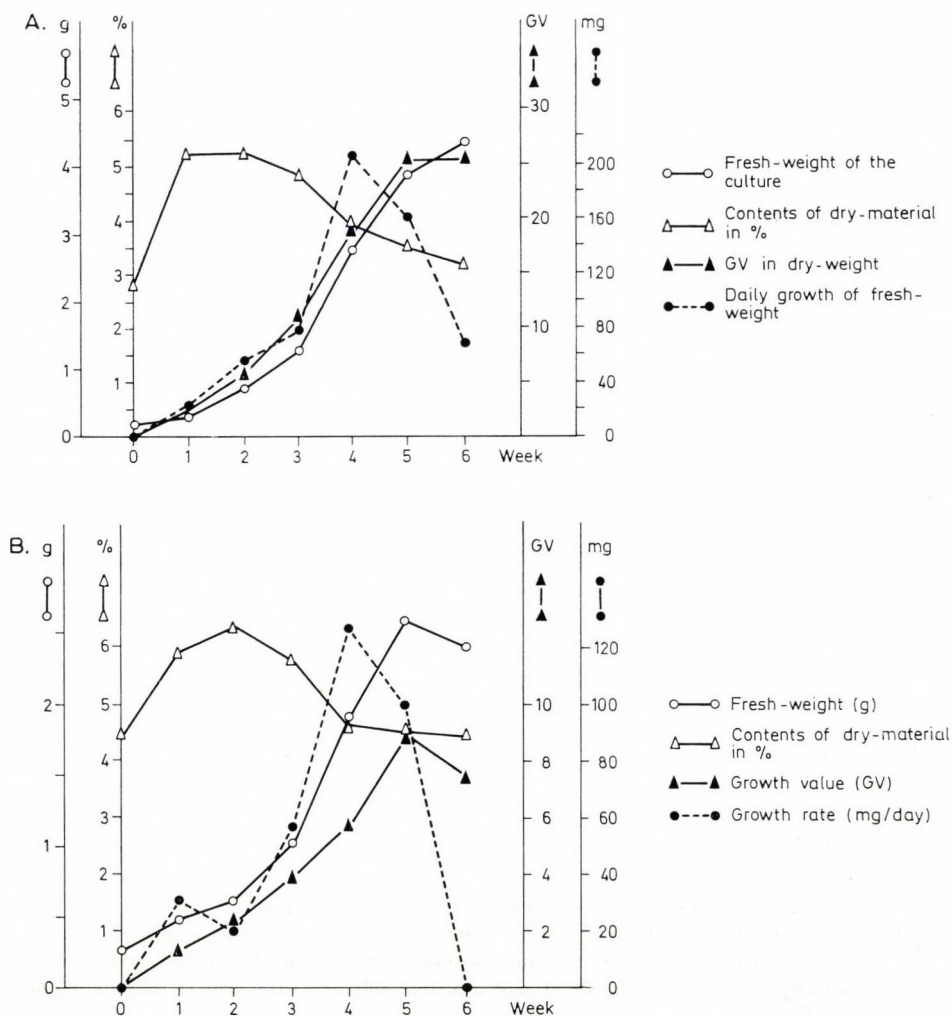 A. g % GV mg
5 6 30
4 5 200
Fresh-weight of the
culture
3 4 20 160
Contents of dry-material
in %
3 120
GV in dry-weight
2 2 10 80
Daily growth of fresh-
weight
1 1 40
0 0
0 1 2 3 4 5 6 Week
B. g % GV mg
6 120
2 5 10 100
Fresh-weight (g)
Contents of dry-material
in %
4 8 80
Growth value (GV)
3 6 60
Growth rate (mg/day)
1 2 4 40
1 2 20
0 0
0 1 2 3 4 5 6 Week